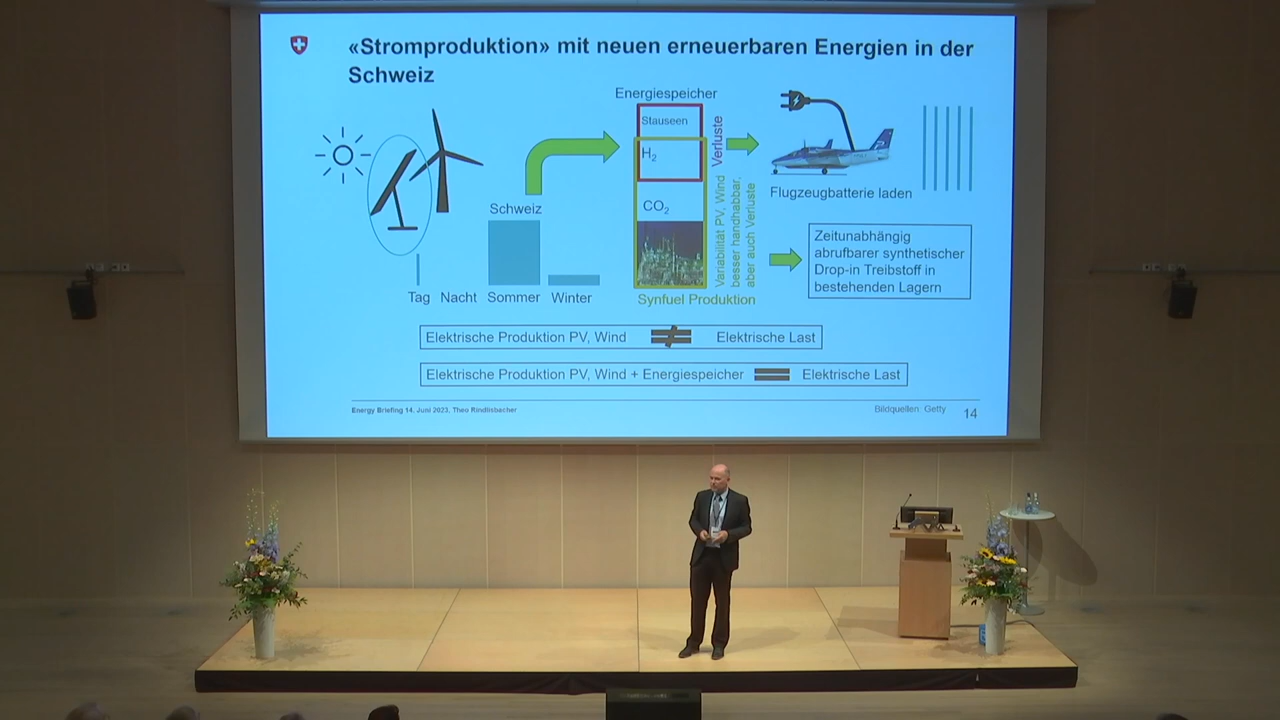 «Stromproduktion» mit neuen erneuerbaren Energien in der
Schweiz
Energiespeicher
Stauseen
H₂
CO₂
Verluste
Variabilität PV, Wind
besser handhabbar,
aber auch Verluste
Synfuel Produktion
Flugzeugbatterie laden
Zeitunabhängig
abrufbarer synthetischer
Drop-in Treibstoff in
bestehenden Lagern
Schweiz
Tag Nacht Sommer Winter
Elektrische Produktion PV, Wind ≠ Elektrische Last
Elektrische Produktion PV, Wind + Energiespeicher = Elektrische Last
Energy Briefing 14. Juni 2023, Theo Rindlisbacher
Bildquellen: Getty
14